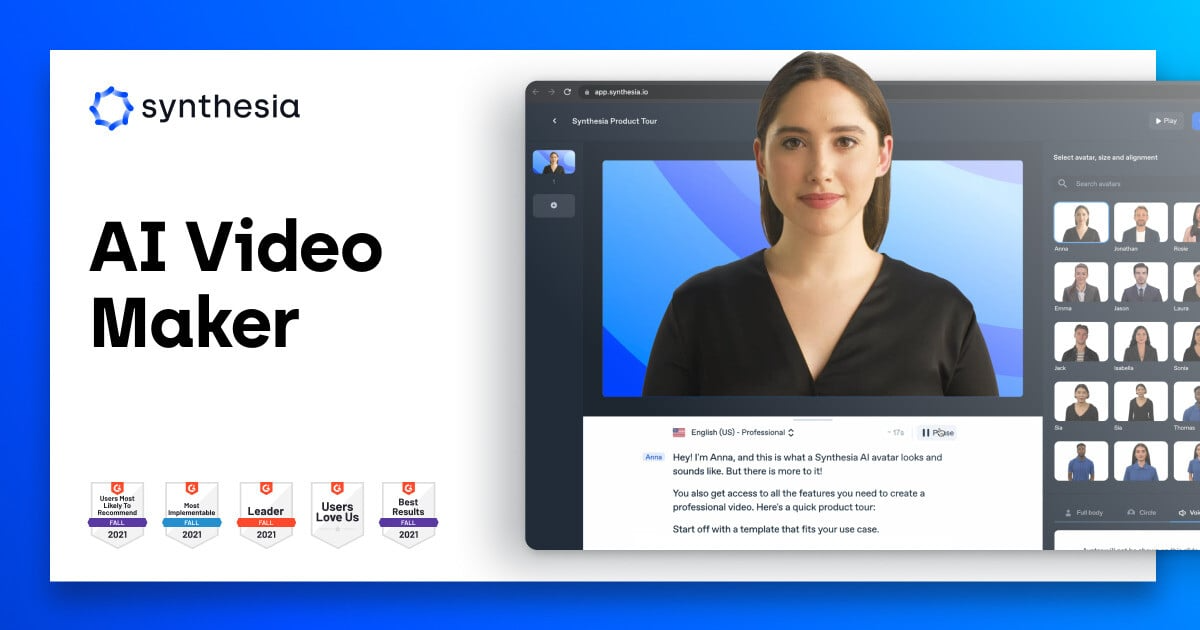 synthesia
AI Video
Maker
Users Most
Likely To
Recommend
FALL
2021
Most
Implementable
FALL
2021
Leader
FALL
2021
Users
Love Us
Best
Results
FALL
2021
app.synthesia.io
Synthesia Product Tour
Play
1
Select avatar, size and alignment
Search avatars
Anna
Jonathan
Rosie
Emma
Jason
Laura
Jack
Isabella
Sonia
Sia
Sia
Thomas
English (US) - Professional
~ 17s
Anna
Hey! I'm Anna, and this is what a Synthesia AI avatar looks and
sounds like. But there is more to it!
You also get access to all the features you need to create a
professional video. Here's a quick product tour:
Start off with a template that fits your use case.
Full body
Circle